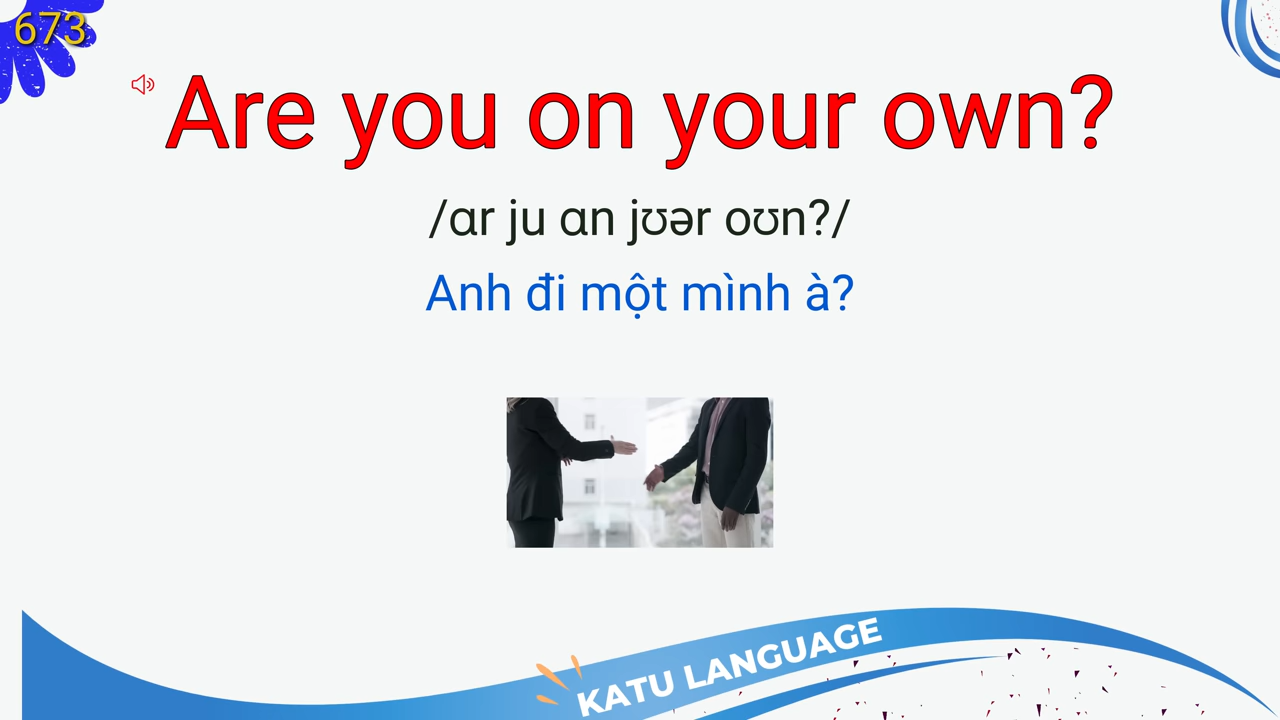 673
Are you on your own?
/ɑr ju ɑn jʊər oʊn?/
Anh đi một mình à?
KATU LANGUAGE